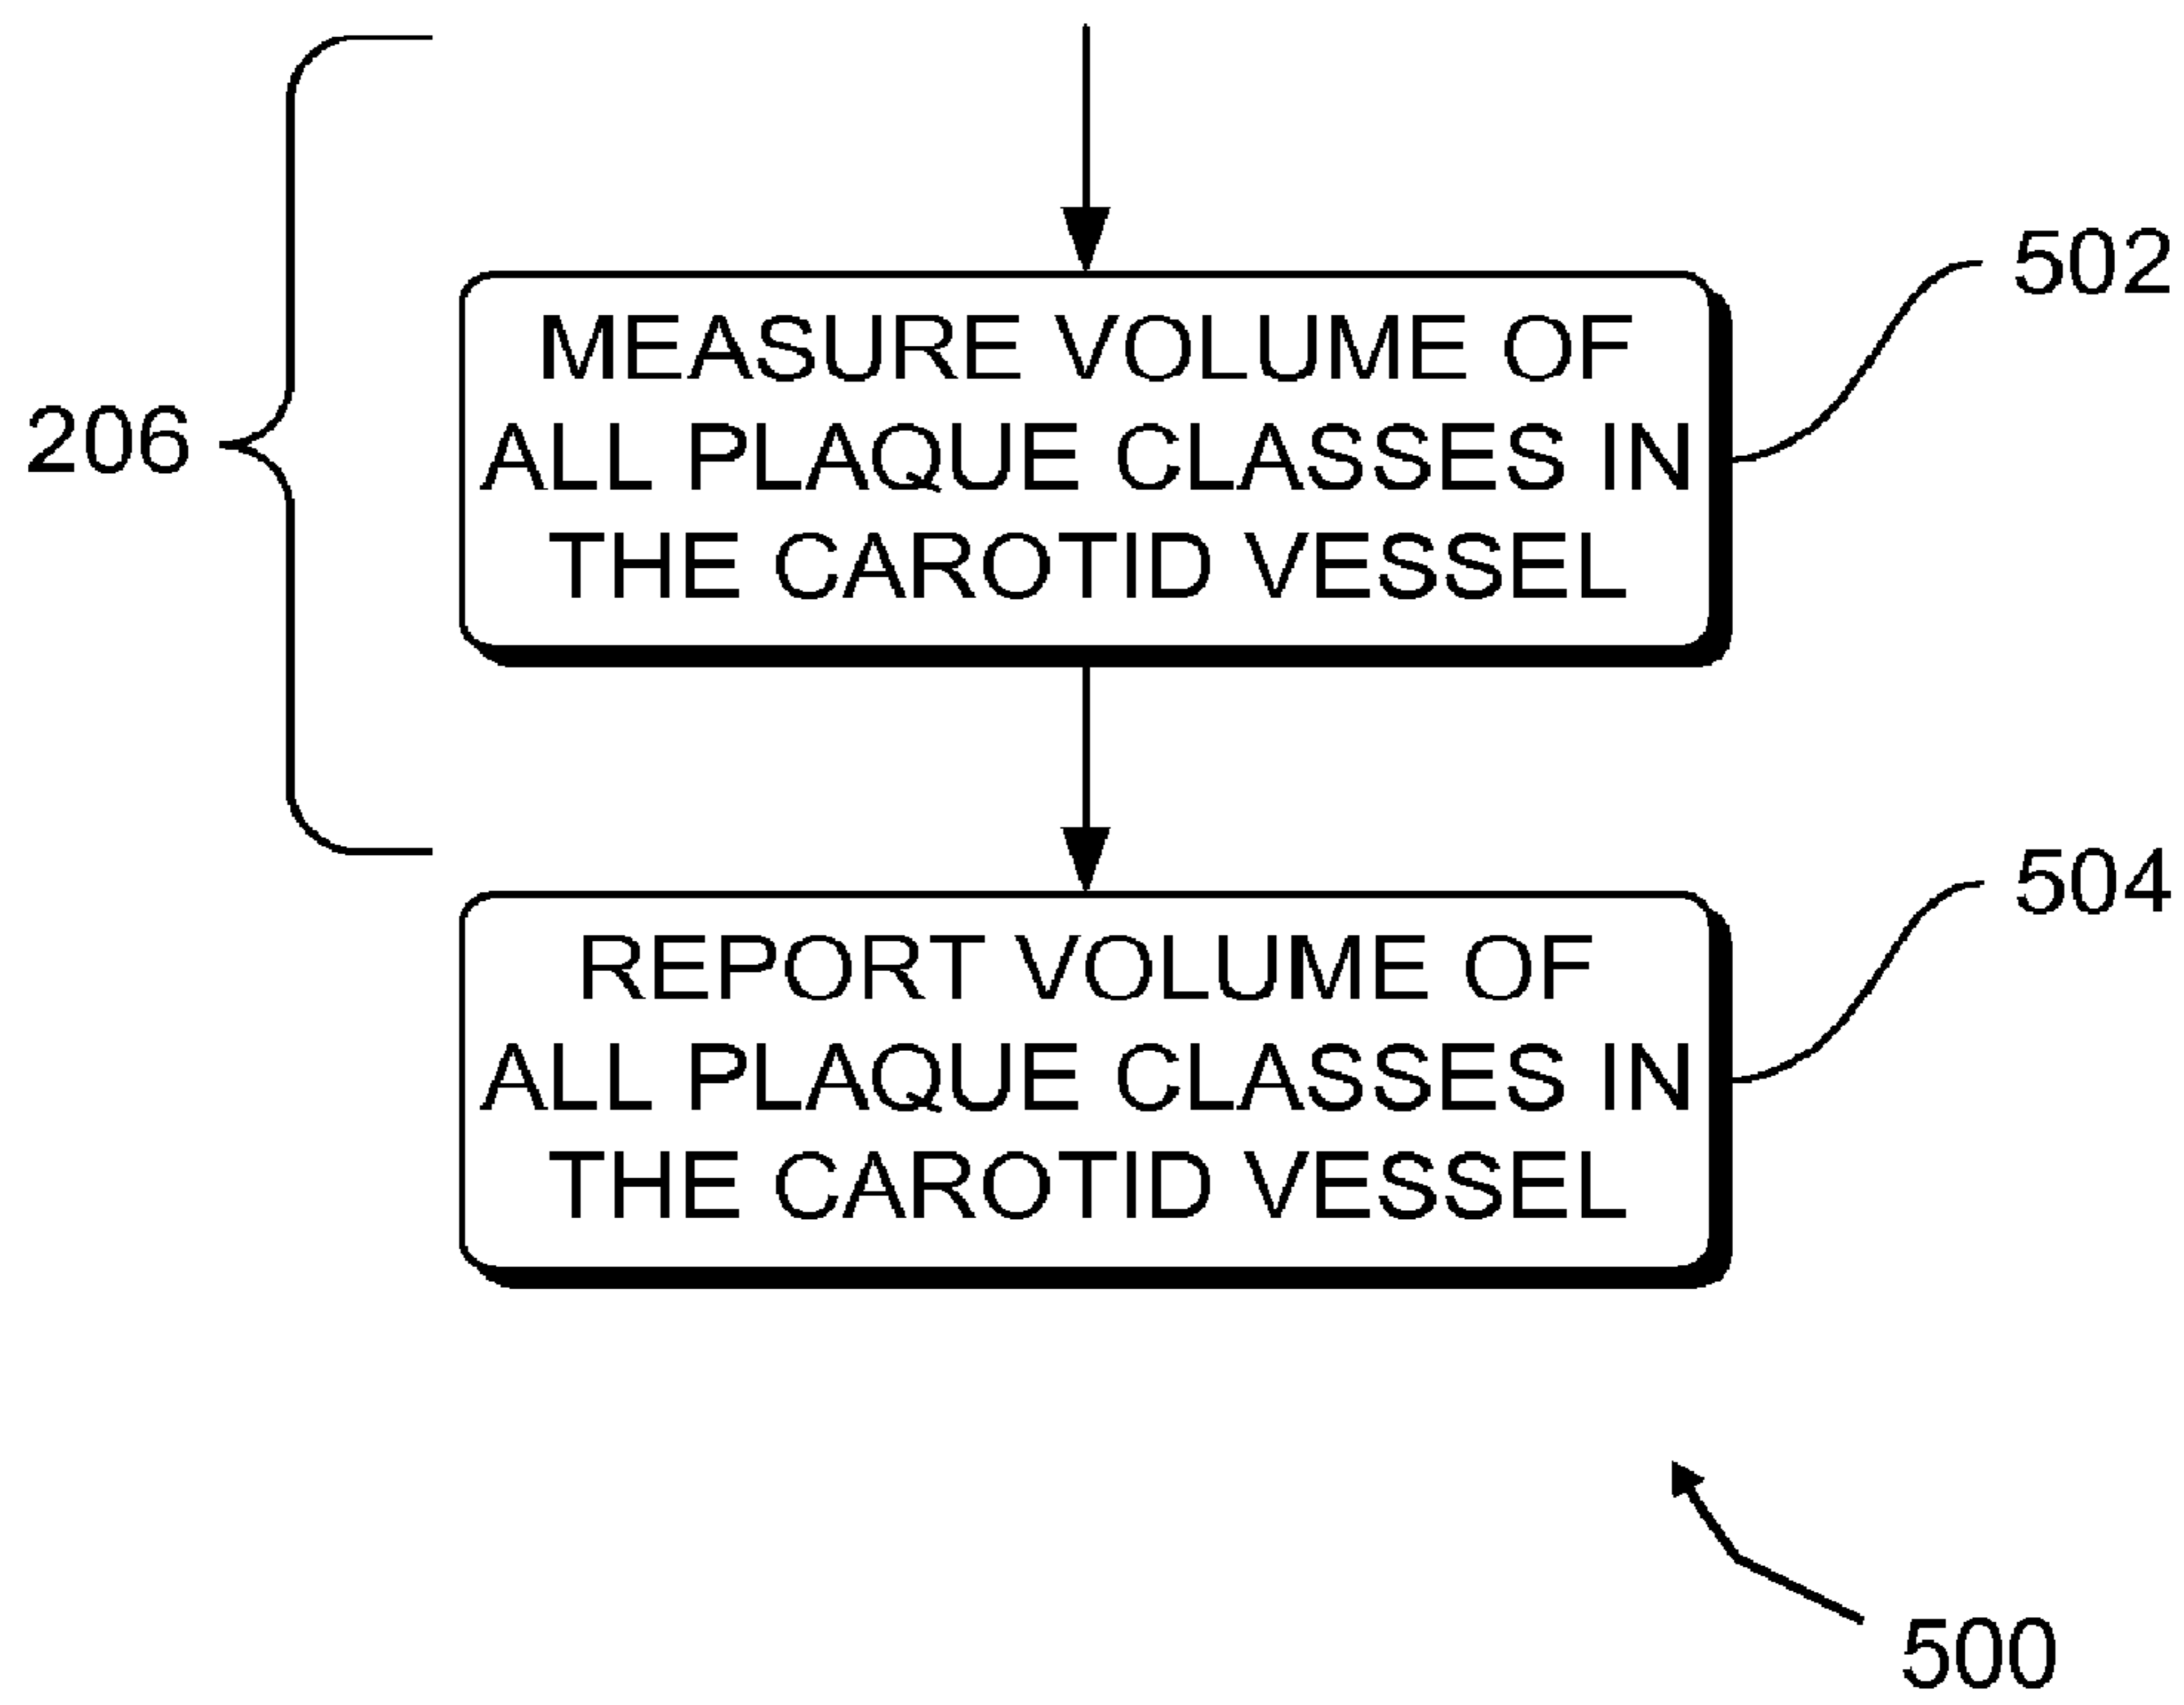 502
MEASURE VOLUME OF
ALL PLAQUE CLASSES IN
THE CAROTID VESSEL
206
504
REPORT VOLUME OF
ALL PLAQUE CLASSES IN
THE CAROTID VESSEL
500